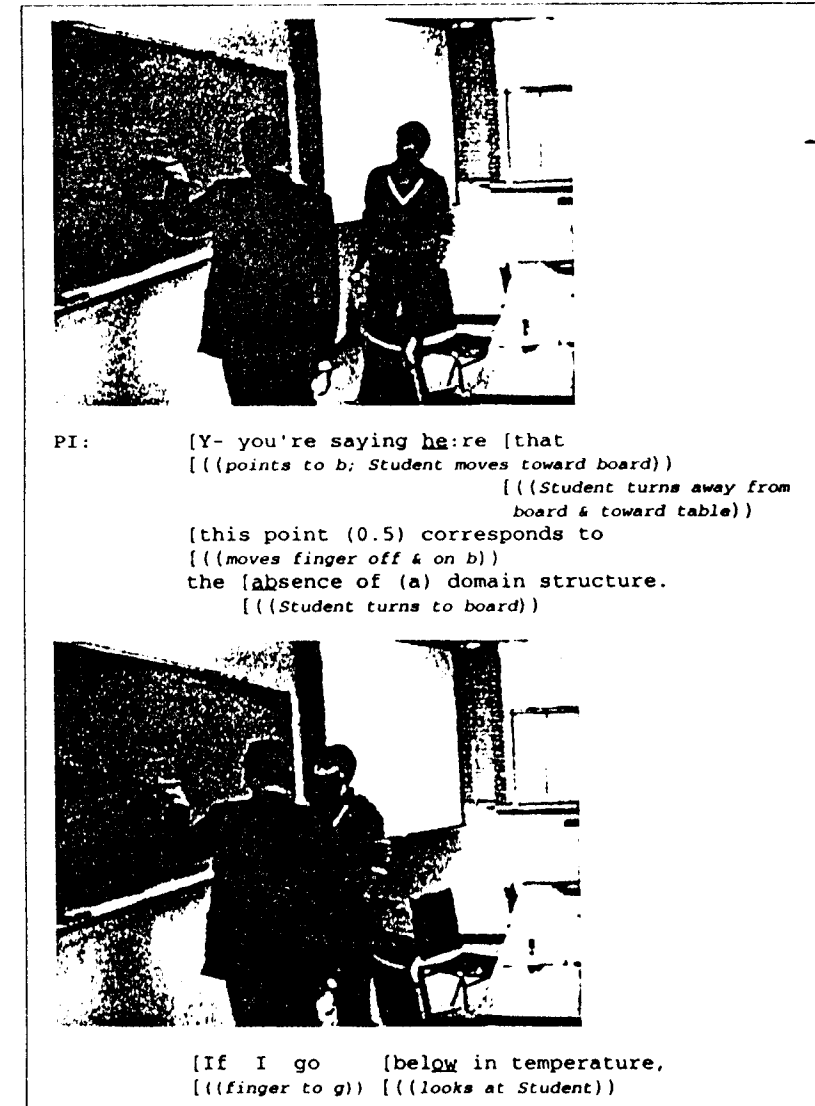 PI: [Y- you're saying he:re [that
[((points to b; Student moves toward board))
[((Student turns away from
board & toward table))
[this point (0.5) corresponds to
[((moves finger off & on b))
the [absence of (a) domain structure.
[((Student turns to board))
[If I go [below in temperature,
[((finger to g)) [((looks at Student))